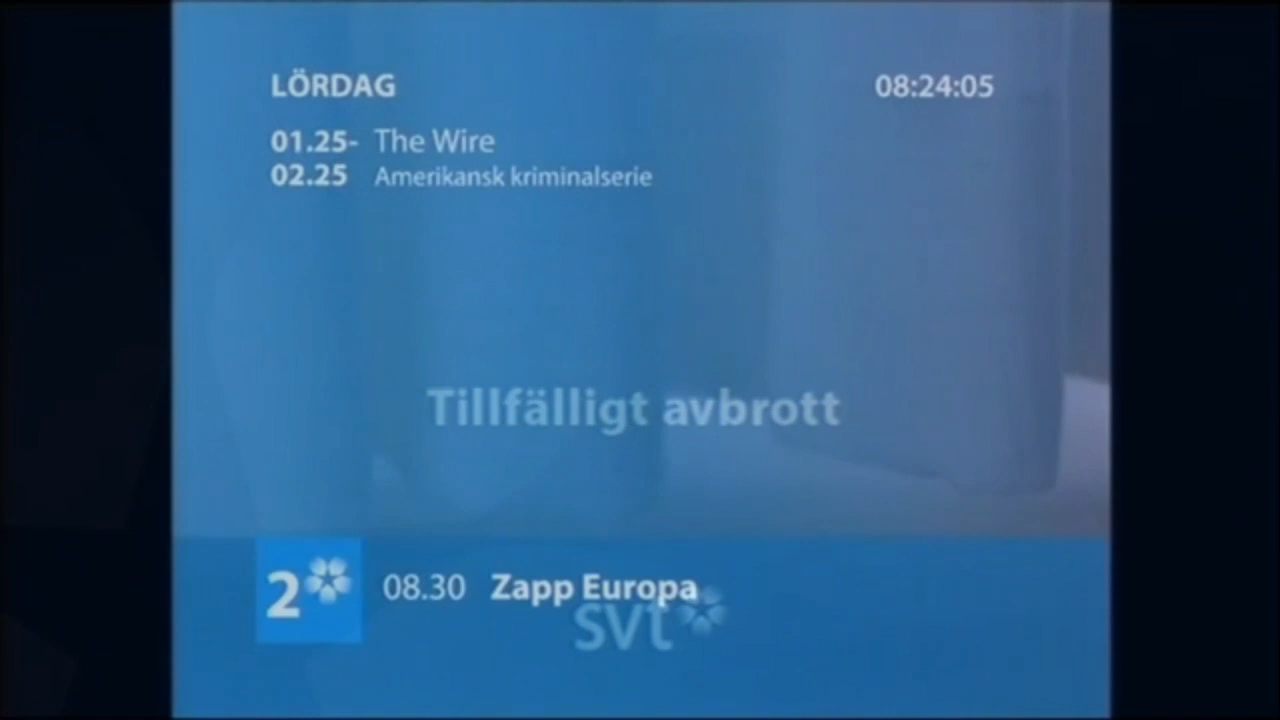 LÖRDAG 08:24:05
01.25- The Wire
02.25 Amerikansk kriminalserie
Tillfälligt avbrott
2 08.30 Zapp Europa
svt